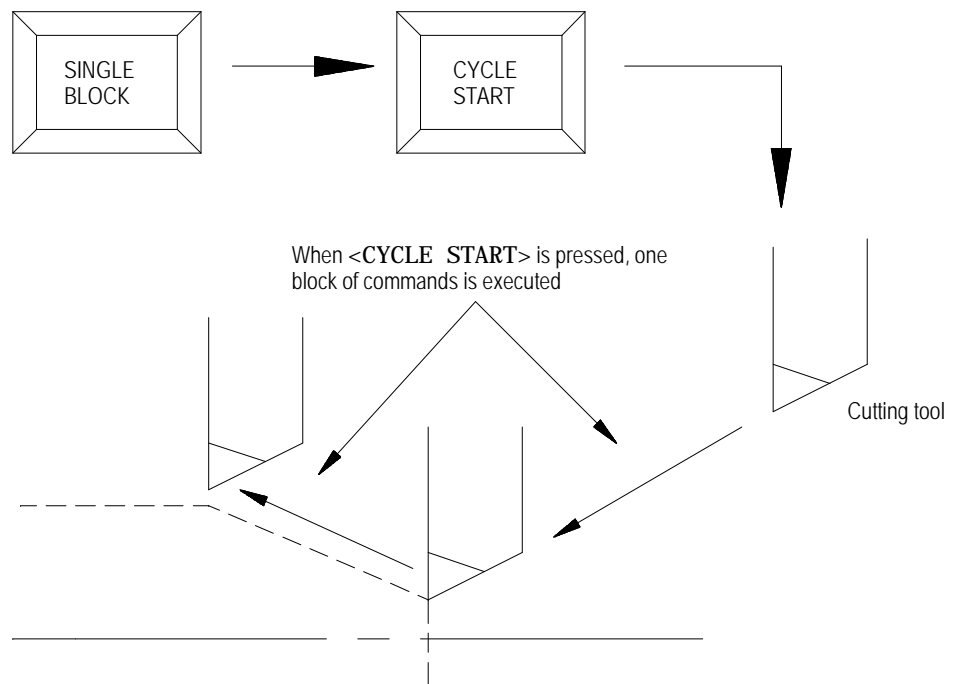 SINGLE
BLOCK
CYCLE
START
When <CYCLE START> is pressed, one
block of commands is executed
Cutting tool